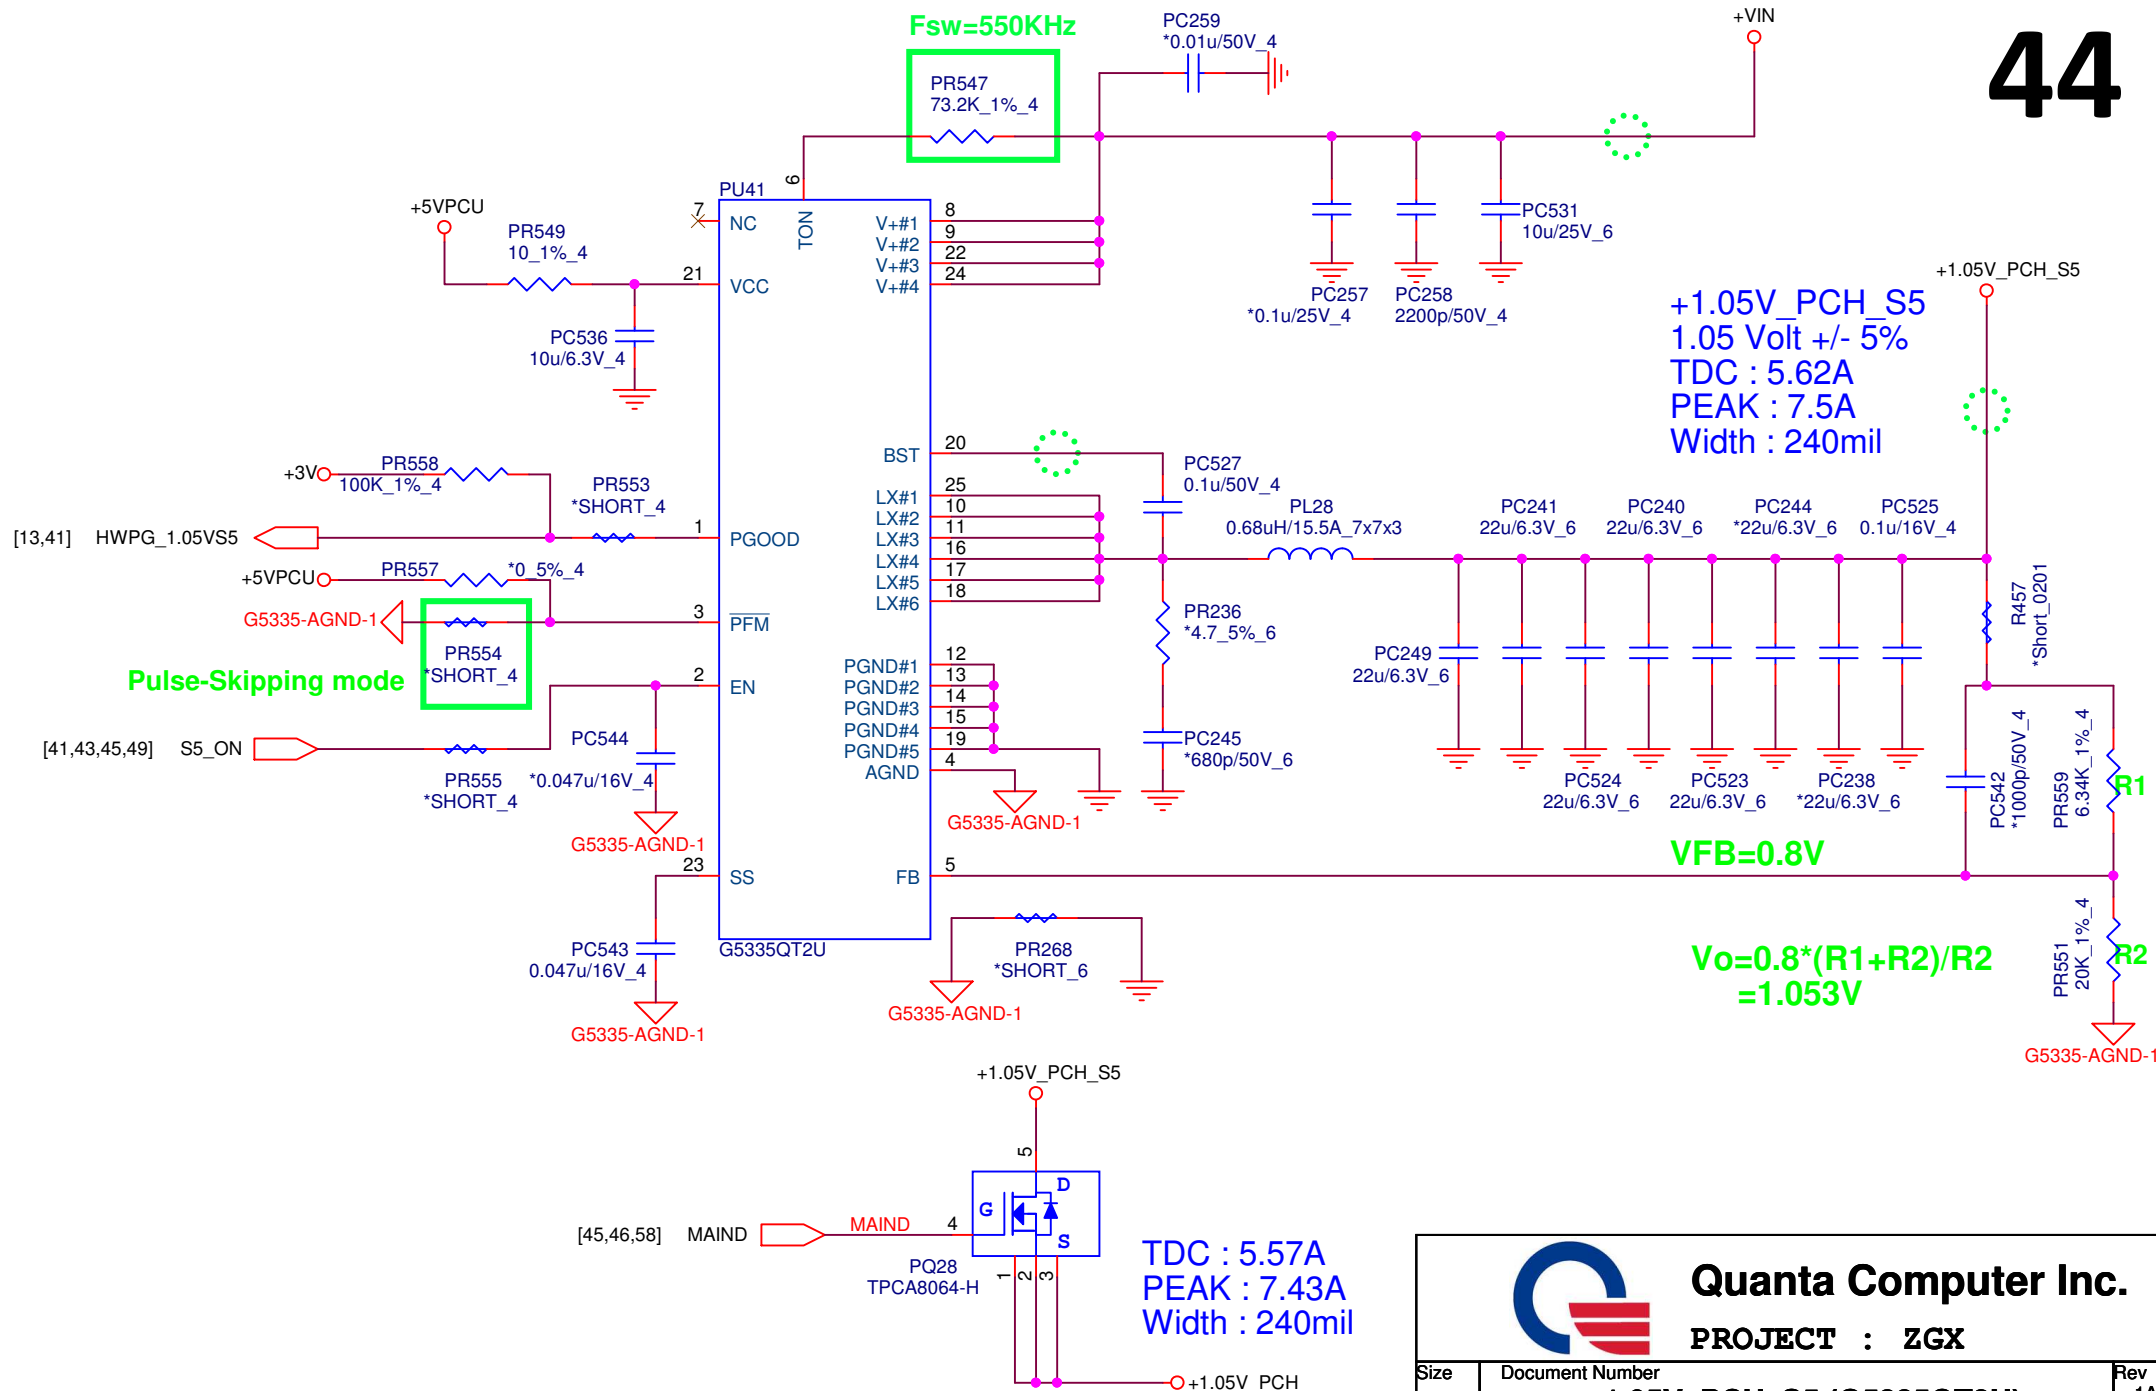 44
Fsw=550KHz
PC259
*0.01u/50V_4
+VIN
PR547
73.2K_1%_4
+5VPCU
PR549
10_1%_4
PU41
6
7
NC
TON
V+#1
8
V+#2
9
V+#3
22
V+#4
24
21
VCC
PC536
10u/6.3V_4
PC531
10u/25V_6
PC257
*0.1u/25V_4
PC258
2200p/50V_4
+1.05V_PCH_S5
+1.05V_PCH_S5
1.05 Volt +/- 5%
TDC : 5.62A
PEAK : 7.5A
Width : 240mil
+3V
PR558
100K_1%_4
PR553
*SHORT_4
BST
20
PC527
0.1u/50V_4
LX#1
25
LX#2
10
LX#3
11
LX#4
16
LX#5
17
LX#6
18
PL28
0.68uH/15.5A_7x7x3
PC241
22u/6.3V_6
PC240
22u/6.3V_6
PC244
*22u/6.3V_6
PC525
0.1u/16V_4
[13,41]
HWPG_1.05VS5
1
PGOOD
+5VPCU
PR557
*0_5%_4
G5335-AGND-1
3
PFM
PR554
*SHORT_4
Pulse-Skipping mode
PR236
*4.7_5%_6
R457
*Short_0201
PC249
22u/6.3V_6
PGND#1
12
PGND#2
13
PGND#3
14
PGND#4
15
PGND#5
19
AGND
4
2
EN
[41,43,45,49]
S5_ON
PR555
*SHORT_4
PC544
*0.047u/16V_4
G5335-AGND-1
PC245
*680p/50V_6
G5335-AGND-1
PC524
22u/6.3V_6
PC523
22u/6.3V_6
PC238
*22u/6.3V_6
PC542
*1000p/50V_4
PR559
6.34K_1%_4
R1
VFB=0.8V
23
SS
FB
5
PC543
0.047u/16V_4
G5335-AGND-1
G5335QT2U
PR268
*SHORT_6
G5335-AGND-1
Vo=0.8*(R1+R2)/R2
=1.053V
PR551
20K_1%_4
R2
G5335-AGND-1
+1.05V_PCH_S5
5
D
G
S
[45,46,58]
MAIND
MAIND
4
PQ28
TPCA8064-H
1
2
3
TDC : 5.57A
PEAK : 7.43A
Width : 240mil
+1.05V_PCH
Quanta Computer Inc.
PROJECT : ZGX
Size
Document Number
Rev